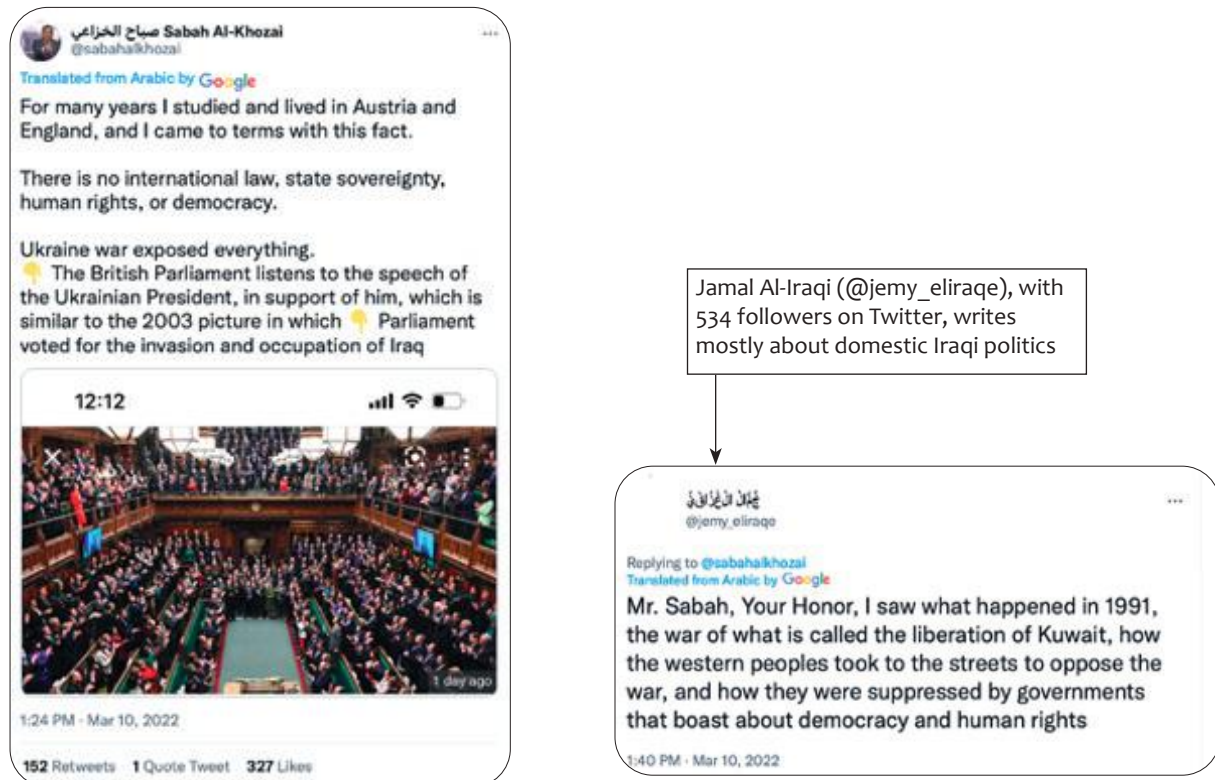 صباح الخزاعي Sabah Al-Khozai
@sabahalkhozai
Translated from Arabic by Google
For many years I studied and lived in Austria and
England, and I came to terms with this fact.
There is no international law, state sovereignty,
human rights, or democracy.
Ukraine war exposed everything.
👇 The British Parliament listens to the speech of
the Ukrainian President, in support of him, which is
similar to the 2003 picture in which 👇 Parliament
voted for the invasion and occupation of Iraq
12:12
1 day ago
1:24 PM - Mar 10, 2022
152 Retweets 1 Quote Tweet 327 Likes
Jamal Al-Iraqi (@jemy_eliraqe), with
534 followers on Twitter, writes
mostly about domestic Iraqi politics
@jemy_eliraqe
Replying to @sabahalkhozai
Translated from Arabic by Google
Mr. Sabah, Your Honor, I saw what happened in 1991,
the war of what is called the liberation of Kuwait, how
the western peoples took to the streets to oppose the
war, and how they were suppressed by governments
that boast about democracy and human rights
1:40 PM - Mar 10, 2022